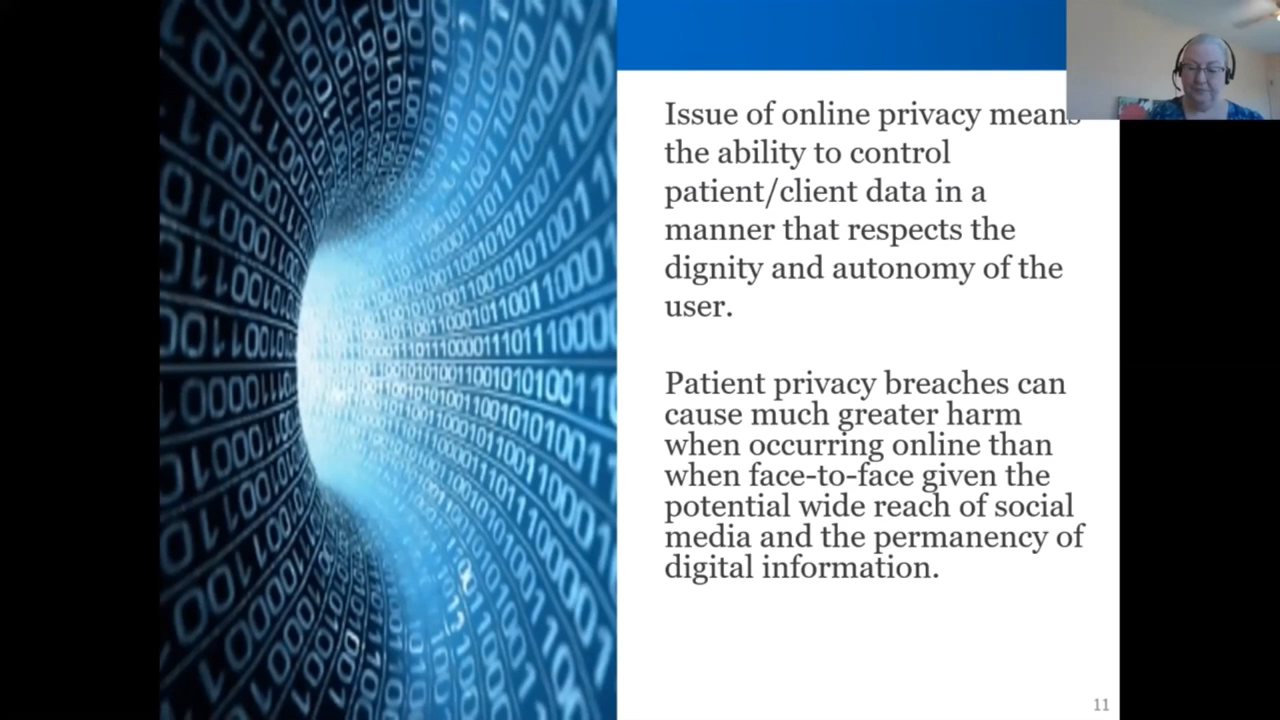 Issue of online privacy means
the ability to control
patient/client data in a
manner that respects the
dignity and autonomy of the
user.
Patient privacy breaches can
cause much greater harm
when occurring online than
when face-to-face given the
potential wide reach of social
media and the permanency of
digital information.
11